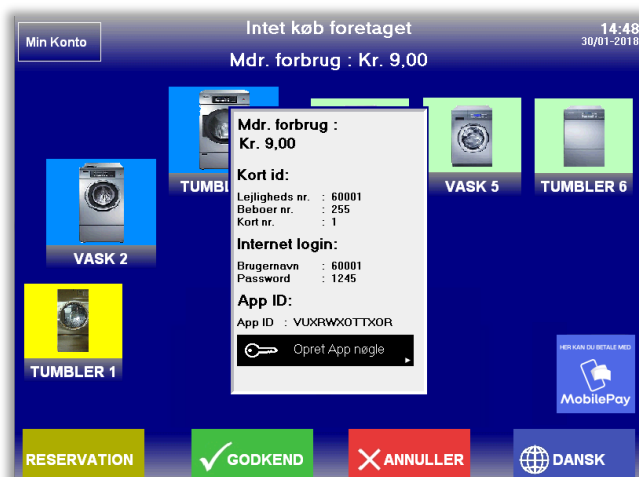 Min Konto
Intet køb foretaget
Mdr. forbrug : Kr. 9,00
14:48
30/01-2018
Mdr. forbrug :
Kr. 9,00
Kort id:
Lejligheds nr. : 60001
Beboer nr. : 255
Kort nr. : 1
Internet login:
Brugernavn : 60001
Password : 1245
App ID:
App ID : VUXRWXOTTXOR
Opret App nøgle
VASK 5
TUMBLER 6
VASK 2
TUMBLER 1
HER KAN DU BETALE MED
MobilePay
RESERVATION
GODKEND
ANNULLER
DANSK